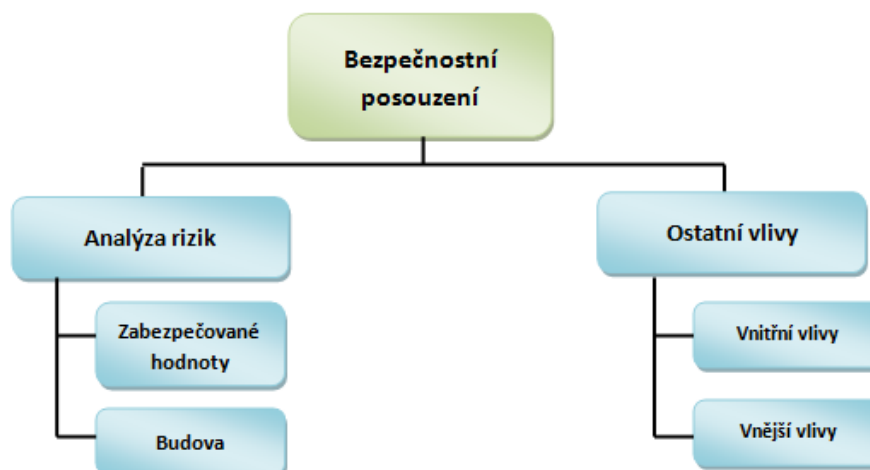 Bezpečnostní
posouzení
Analýza rizik
Ostatní vlivy
Zabezpečované
hodnoty
Vnitřní vlivy
Budova
Vnější vlivy